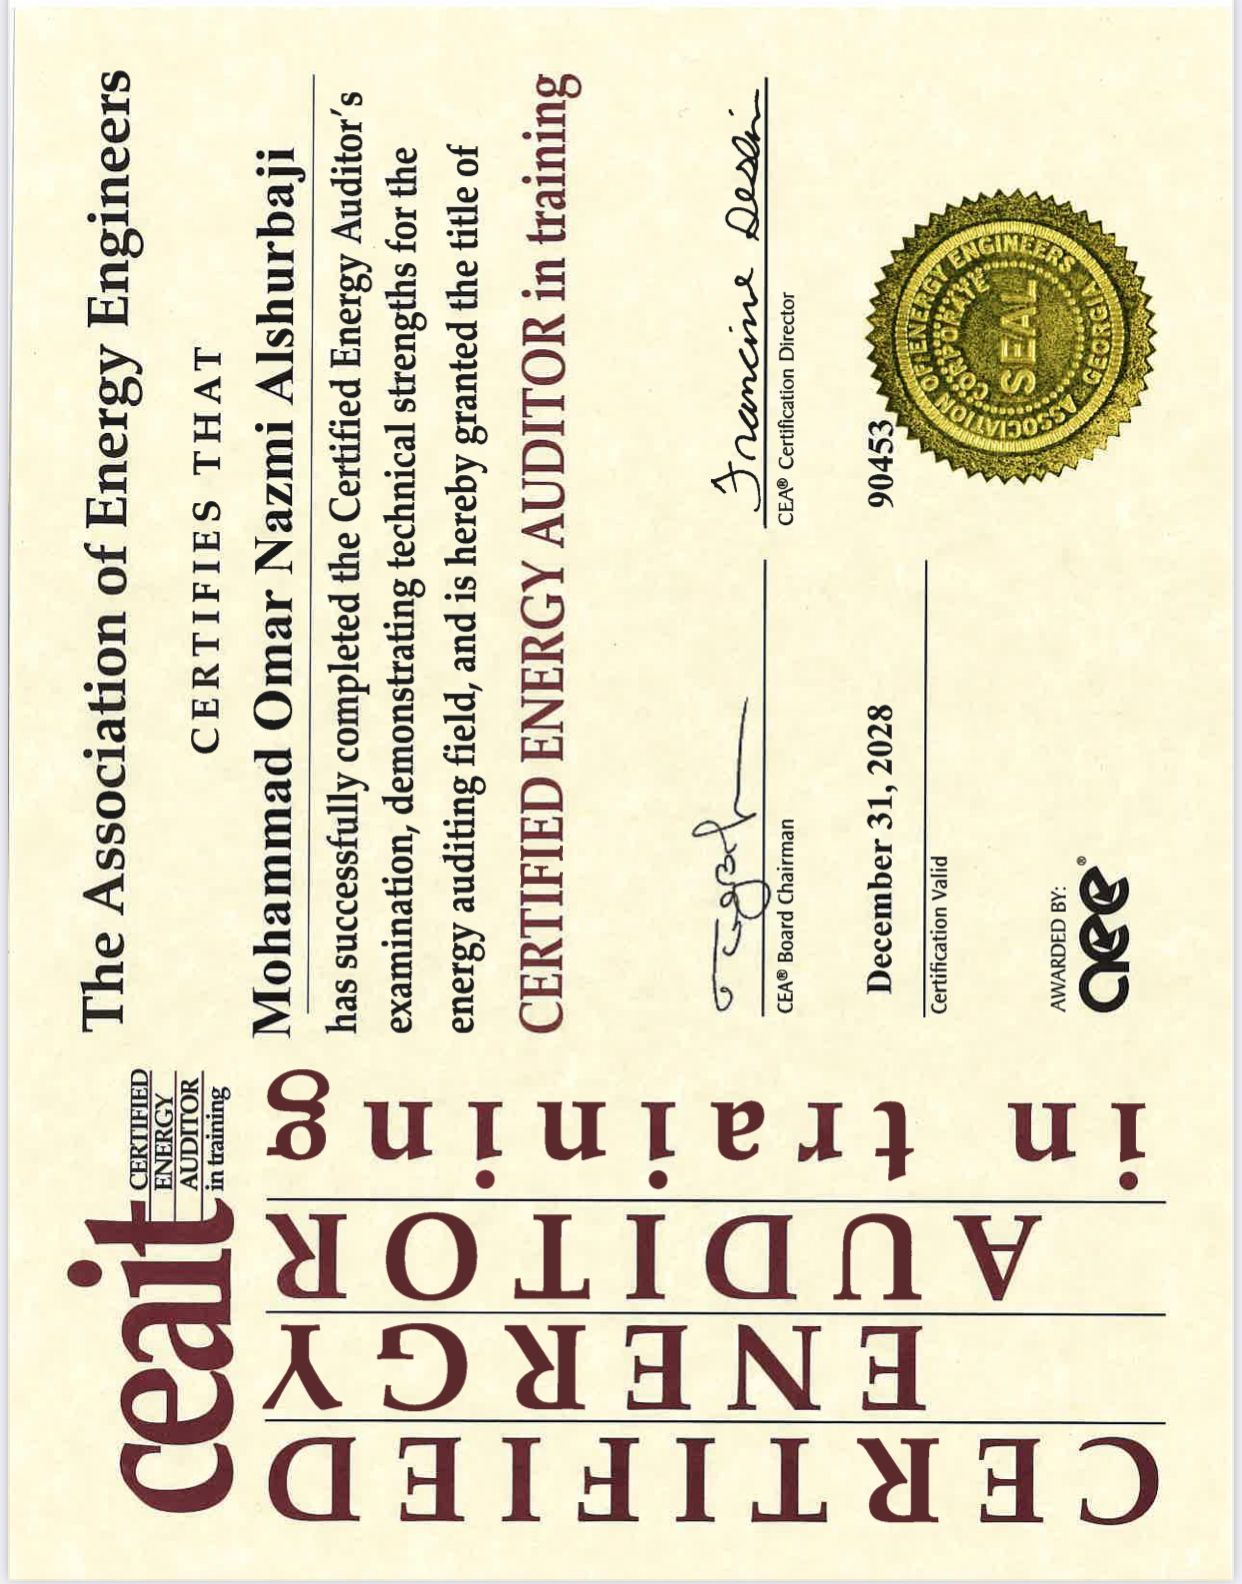 ceait
CERTIFIED
ENERGY
AUDITOR
in training
CERTIFIED
ENERGY
AUDITOR
in training
The Association of Energy Engineers
CERTIFIES THAT
Mohammad Omar Nazmi Alshurbaji
has successfully completed the Certified Energy Auditor's
examination, demonstrating technical strengths for the
energy auditing field, and is hereby granted the title of
CERTIFIED ENERGY AUDITOR in training
Francine
CEA® Board Chairman
CEA® Certification Director
December 31, 2028
90453
Certification Valid
AWARDED BY:
aee®
ASSOCIATION OF ENERGY ENGINEERS
GEORGIA
CORPORATE
SEAL